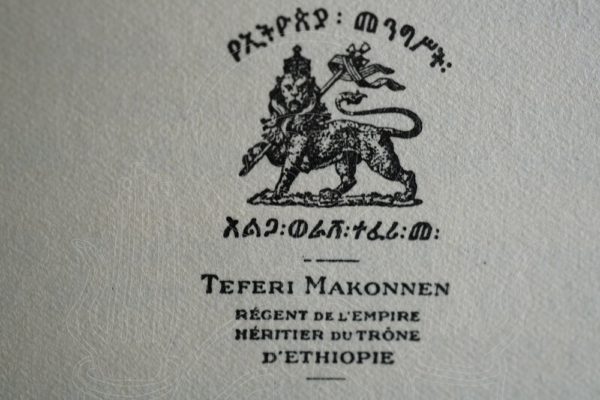 የኢትዮጵያ፡ መንግሥት፡
አልጋ፡ወራሽ፡ተፈሪ፡መ፡
TEFERI MAKONNEN
RÉGENT DE L'EMPIRE
HÉRITIER DU TRÔNE
D'ETHIOPIE